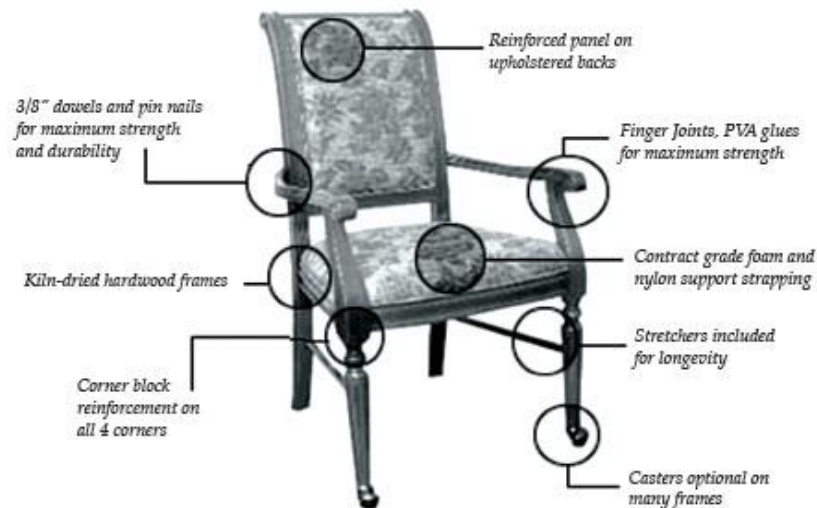 Reinforced panel on
upholstered backs
3/8" dowels and pin nails
for maximum strength
and durability
Finger Joints, PVA glues
for maximum strength
Contract grade foam and
nylon support strapping
Kiln-dried hardwood frames
Stretchers included
for longevity
Corner block
reinforcement on
all 4 corners
Casters optional on
many frames